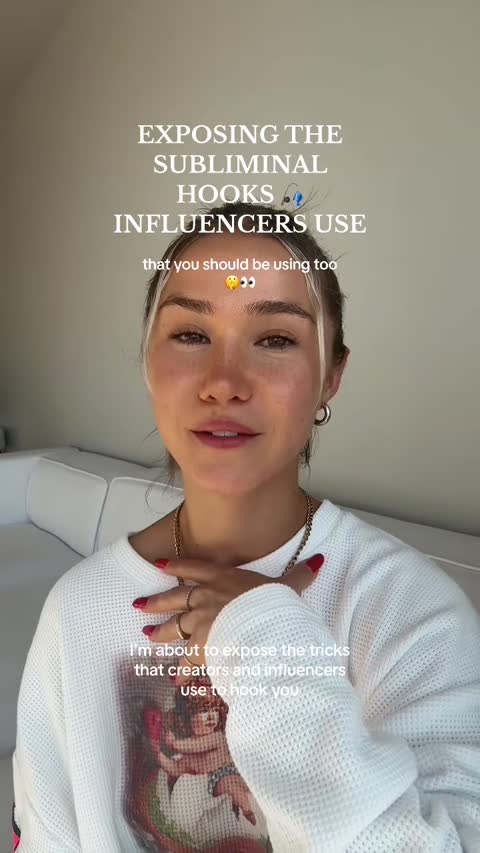 EXPOSING THE
SUBLIMINAL
HOOKS 🎣
INFLUENCERS USE
that you should be using too
🤫👀
I'm about to expose the tricks
that creators and influencers
use to hook you